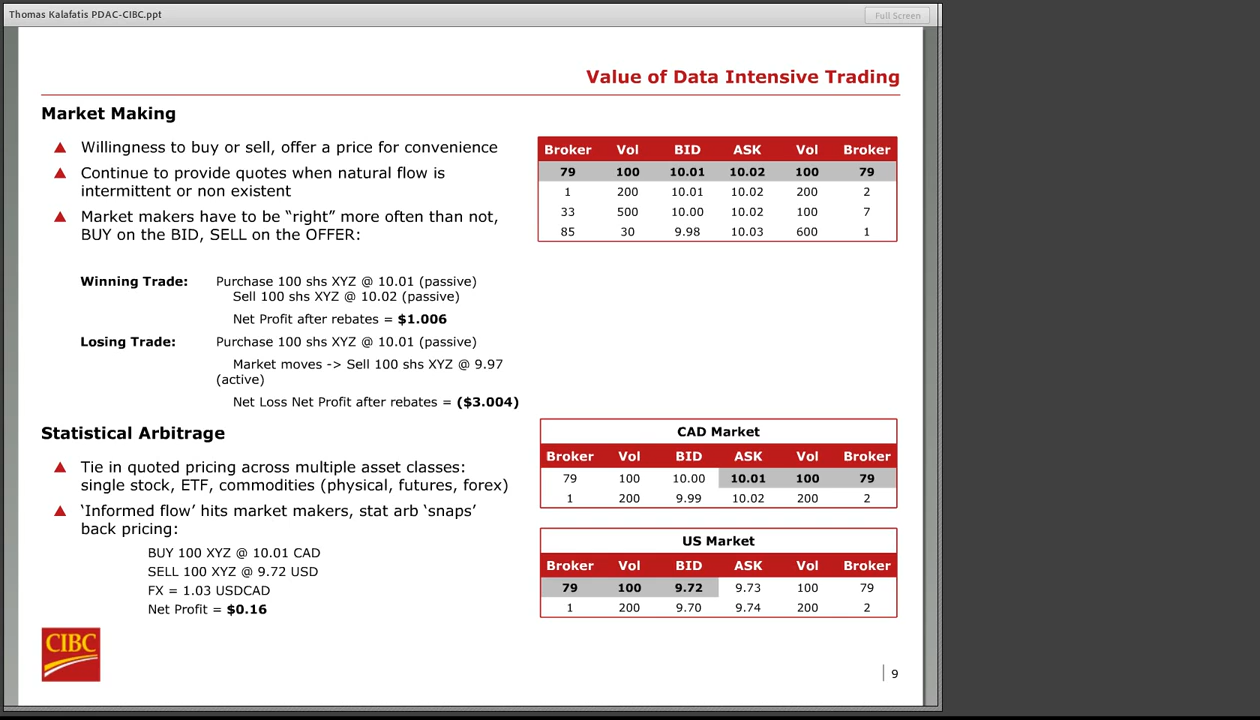 Thomas Kalafatis PDAC-CIBC.ppt
Full Screen
Value of Data Intensive Trading
Market Making
Willingness to buy or sell, offer a price for convenience
Continue to provide quotes when natural flow is
intermittent or non existent
Market makers have to be “right” more often than not,
BUY on the BID, SELL on the OFFER:
Broker Vol BID ASK Vol Broker
79 100 10.01 10.02 100 79
1 200 10.01 10.02 200 2
33 500 10.00 10.02 100 7
85 30 9.98 10.03 600 1
Winning Trade: Purchase 100 shs XYZ @ 10.01 (passive)
Sell 100 shs XYZ @ 10.02 (passive)
Net Profit after rebates = $1.006
Losing Trade: Purchase 100 shs XYZ @ 10.01 (passive)
Market moves -> Sell 100 shs XYZ @ 9.97
(active)
Net Loss Net Profit after rebates = ($3.004)
Statistical Arbitrage
Tie in quoted pricing across multiple asset classes:
single stock, ETF, commodities (physical, futures, forex)
‘Informed flow’ hits market makers, stat arb ‘snaps’
back pricing:
BUY 100 XYZ @ 10.01 CAD
SELL 100 XYZ @ 9.72 USD
FX = 1.03 USDCAD
Net Profit = $0.16
CAD Market
Broker Vol BID ASK Vol Broker
79 100 10.00 10.01 100 79
1 200 9.99 10.02 200 2
US Market
Broker Vol BID ASK Vol Broker
79 100 9.72 9.73 100 79
1 200 9.70 9.74 200 2
CIBC
9